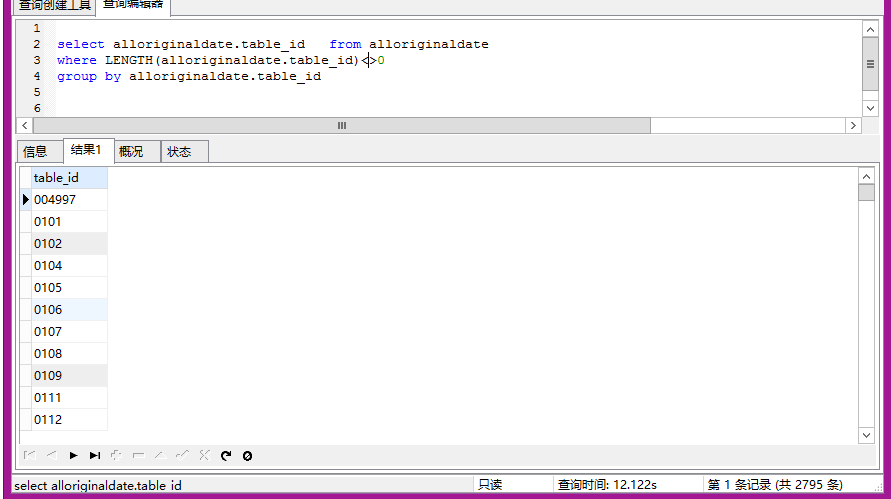 查询创建工具 查询编辑器
1
2 select alloriginaldate.table_id   from alloriginaldate
3 where LENGTH(alloriginaldate.table_id)<>0
4 group by alloriginaldate.table_id
5
6
信息 结果1 概况 状态
table_id
004997
0101
0102
0104
0105
0106
0107
0108
0109
0111
0112
select alloriginaldate.table_id 只读 查询时间: 12.122s 第 1 条记录 (共 2795 条)